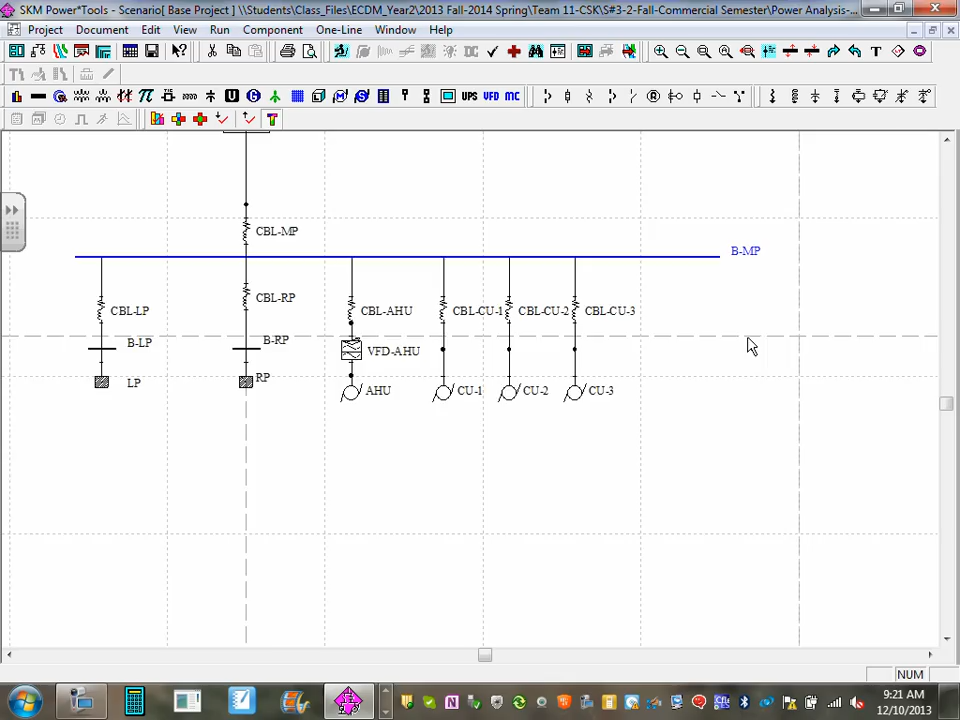 SKM Power*Tools - Scenario[ Base Project ] \\Students\Class_Files\ECDM_Year2\2013 Fall-2014 Spring\Team 11-CSK\S#3-2-Fall-Commercial Semester\Power Analysis-...
Project Document Edit View Run Component One-Line Window Help
UPS VFD MC
CBL-MP
B-MP
CBL-RP
CBL-LP CBL-AHU CBL-CU-1 CBL-CU-2 CBL-CU-3
B-LP B-RP
VFD-AHU
LP RP
AHU CU-1 CU-2 CU-3
NUM
9:21 AM
12/10/2013